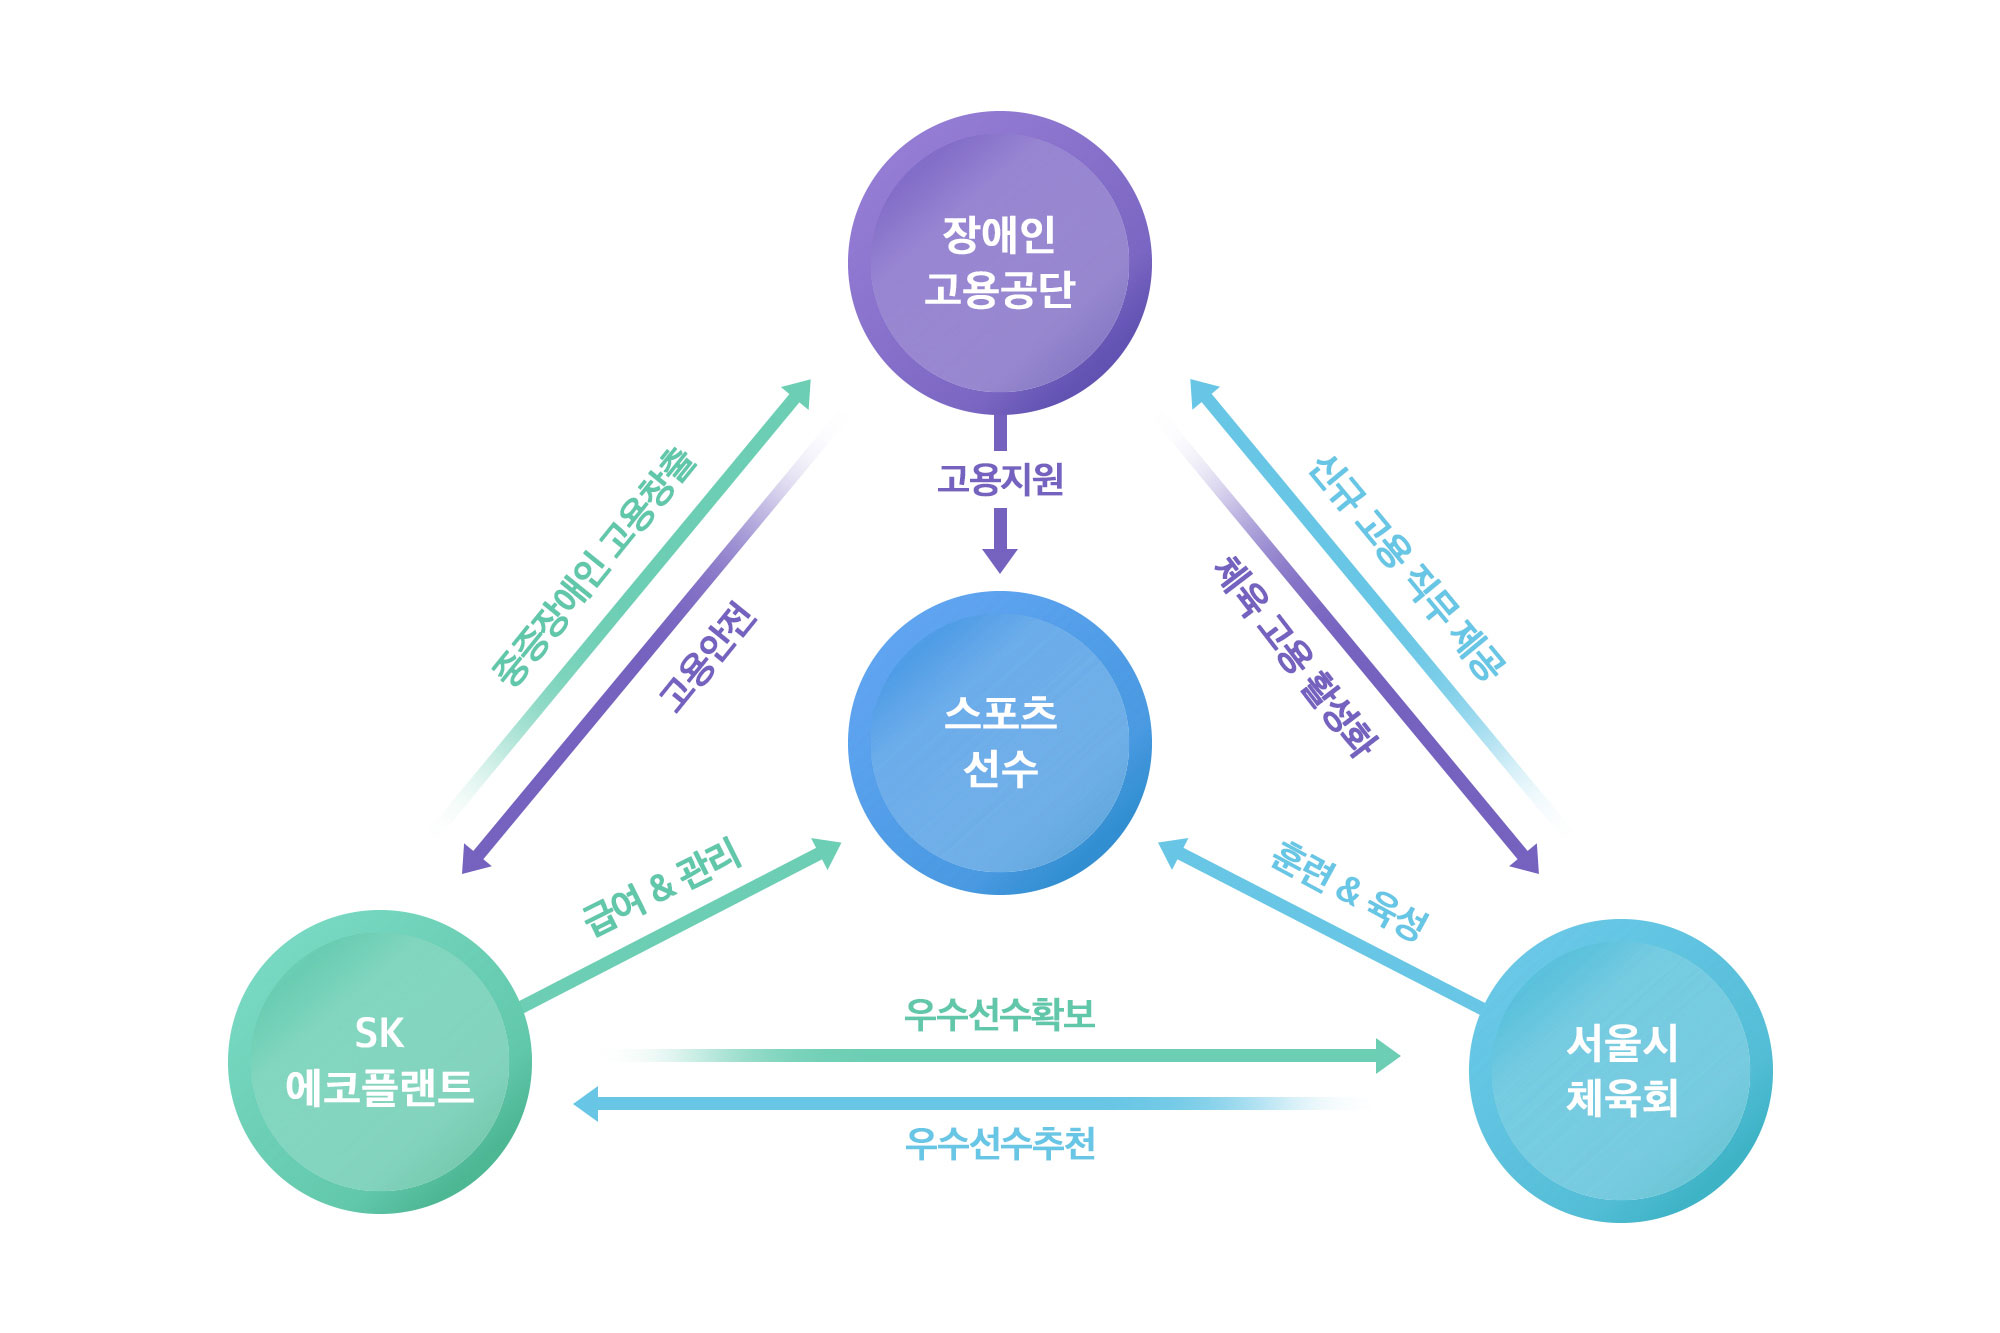 장애인
고용공단
고용지원
중증장애인 고용창출
고용안전
신규 고용 직무 제공
체육 고용 활성화
스포츠
선수
급여 & 관리
훈련 & 육성
SK
에코플랜트
우수선수확보
우수선수추천
서울시
체육회